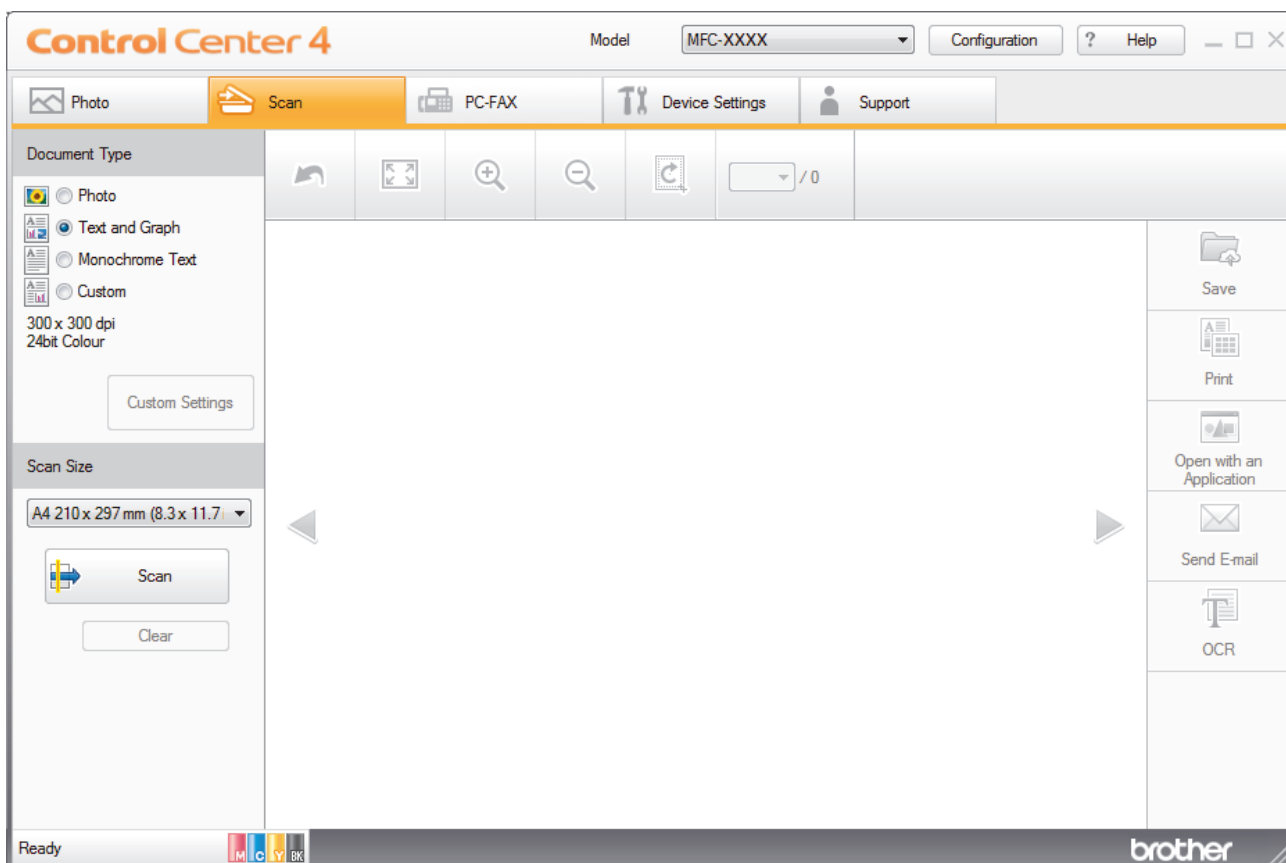 Control Center 4
Model
MFC-XXXX
Configuration
? Help
Photo
Scan
PC-FAX
Device Settings
Support
Document Type
Photo
Text and Graph
Monochrome Text
Custom
300 x 300 dpi
24bit Colour
Custom Settings
Scan Size
A4 210 x 297 mm (8.3 x 11.7
Scan
Clear
/ 0
Save
Print
Open with an
Application
Send E-mail
OCR
Ready
M C Y BK
brother